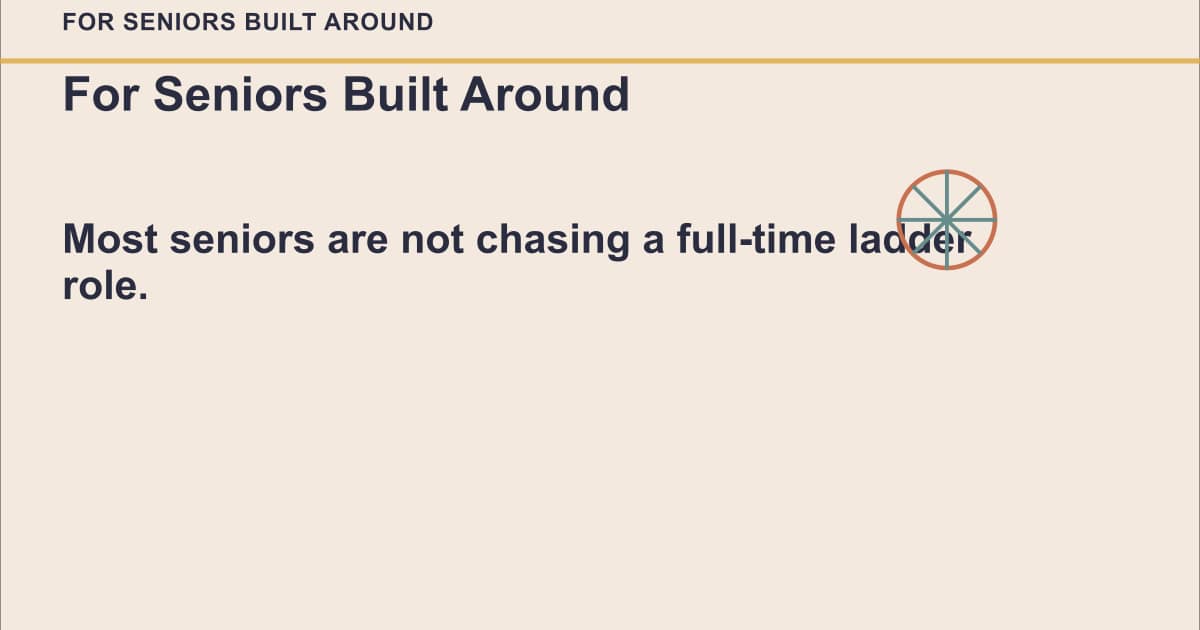 FOR SENIORS BUILT AROUND
For Seniors Built Around
Most seniors are not chasing a full-time ladder
role.